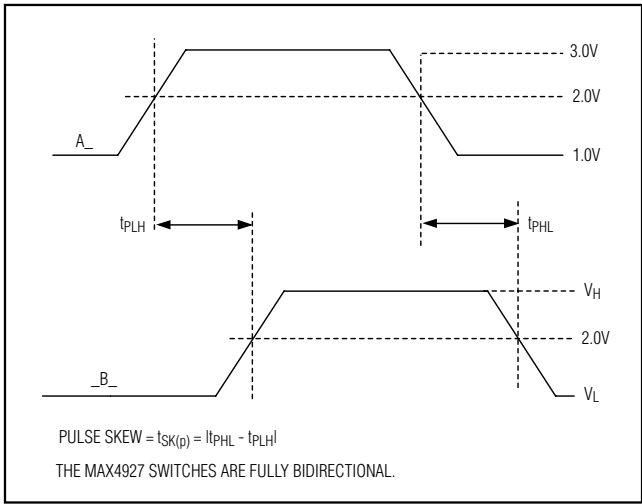 3.0V
2.0V
A_
1.0V
tPLH
tPHL
VH
2.0V
_B_
VL
PULSE SKEW = tSK(p) = |tPHL - tPLH|
THE MAX4927 SWITCHES ARE FULLY BIDIRECTIONAL.